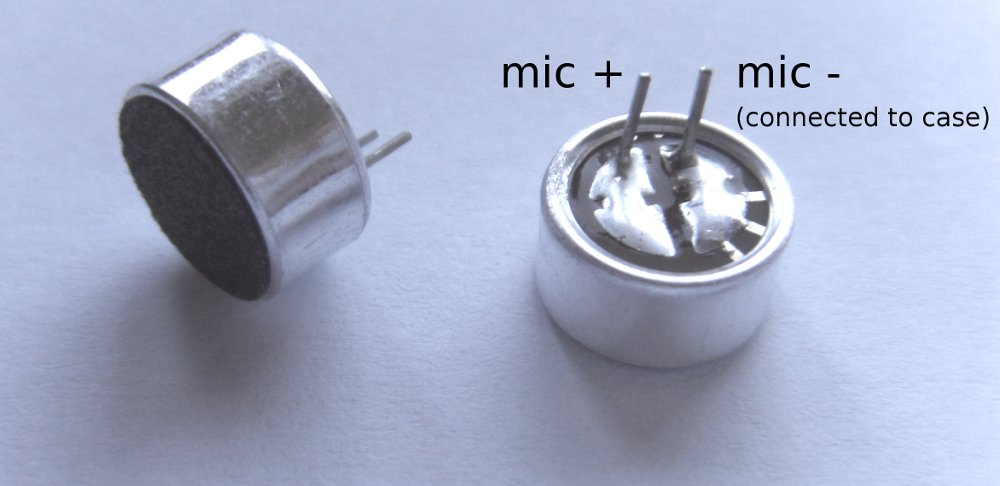 mic + mic -
(connected to case)